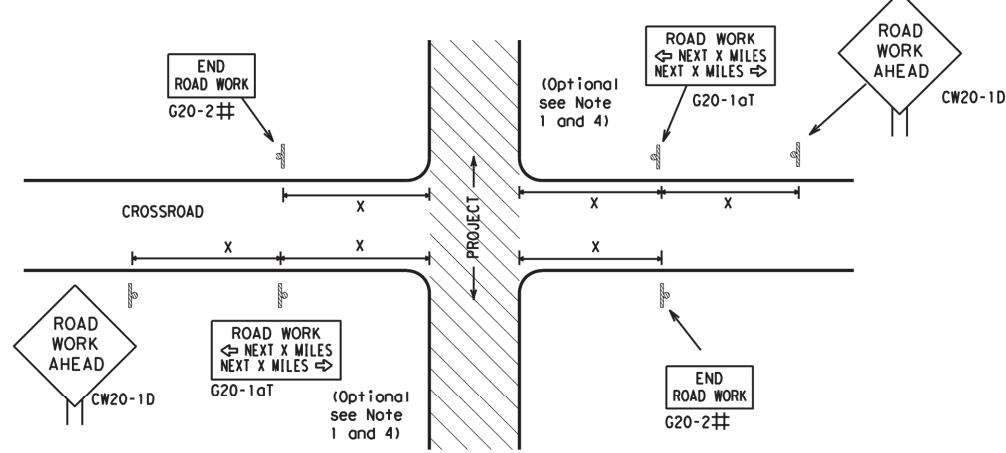 END
ROAD WORK
G20-2#
(Optional
see Note
1 and 4)
ROAD WORK
⇦ NEXT X MILES
NEXT X MILES ⇨
G20-1aT
ROAD
WORK
AHEAD
CW20-1D
X
X
X
CROSSROAD
PROJECT
X
X
X
ROAD
WORK
AHEAD
CW20-1D
ROAD WORK
⇦ NEXT X MILES
NEXT X MILES ⇨
G20-1aT
(Optional
see Note
1 and 4)
END
ROAD WORK
G20-2#